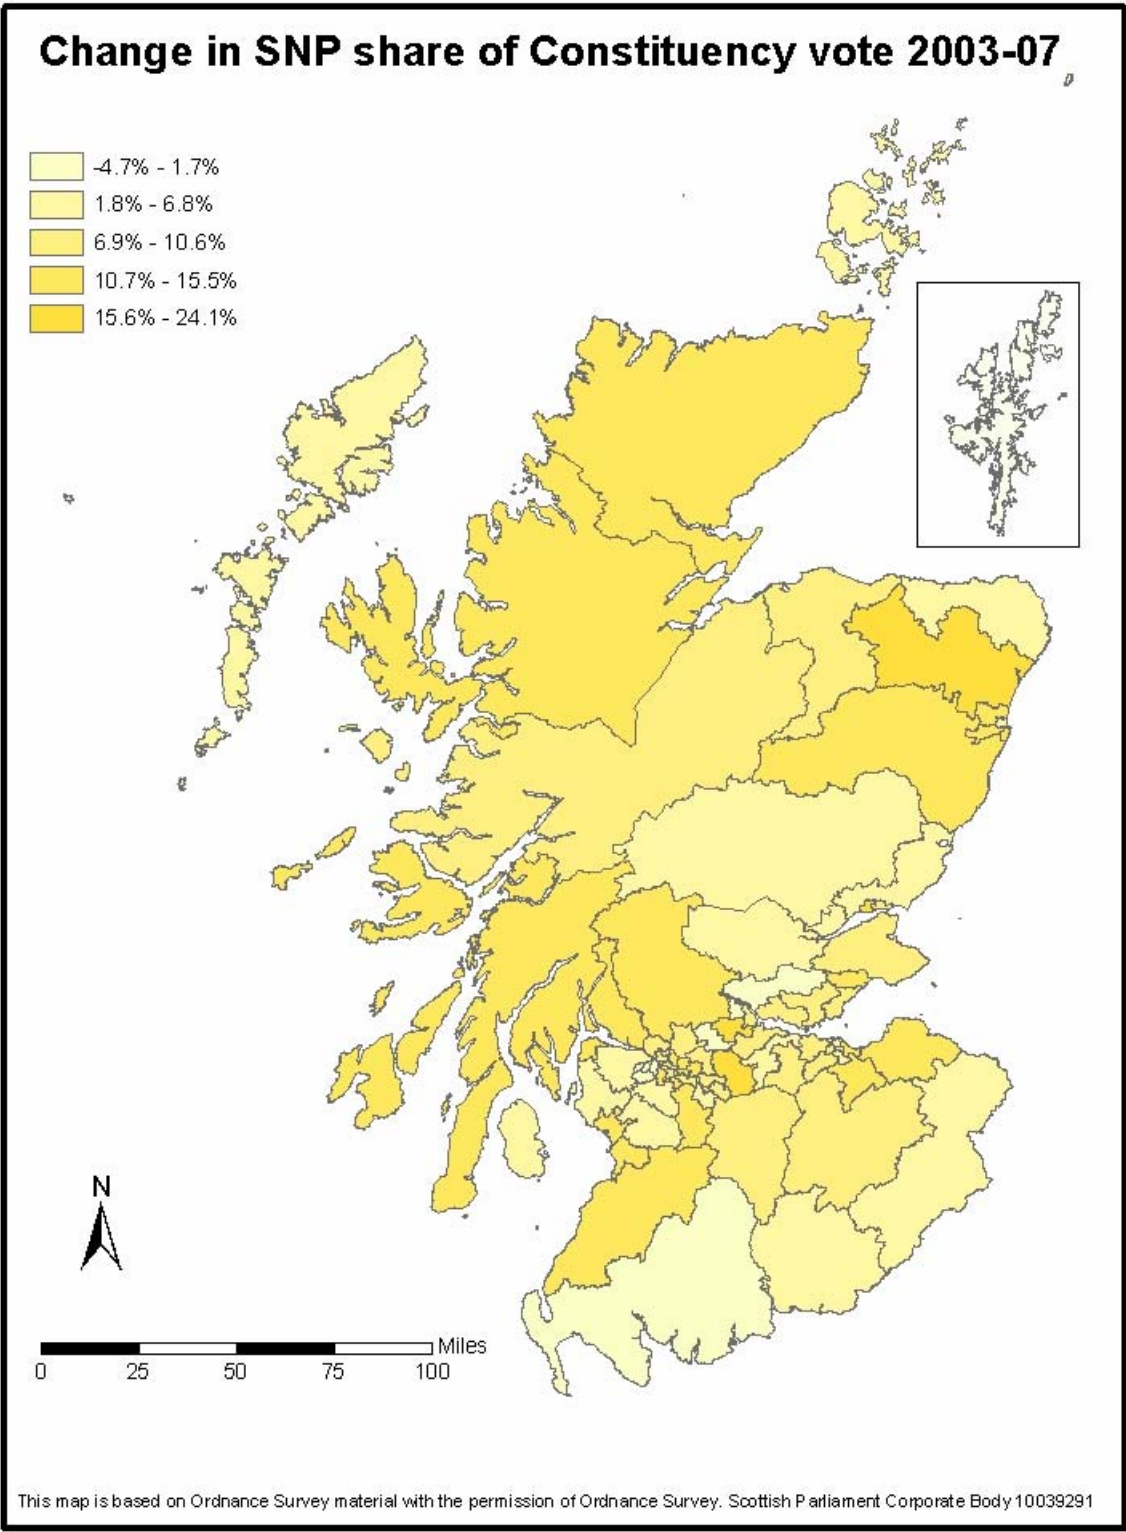 Change in SNP share of Constituency vote 2003-07
-4.7% - 1.7%
1.8% - 6.8%
6.9% - 10.6%
10.7% - 15.5%
15.6% - 24.1%
N
Miles
0 25 50 75 100
This map is based on Ordnance Survey material with the permission of Ordnance Survey. Scottish Parliament Corporate Body 10039291